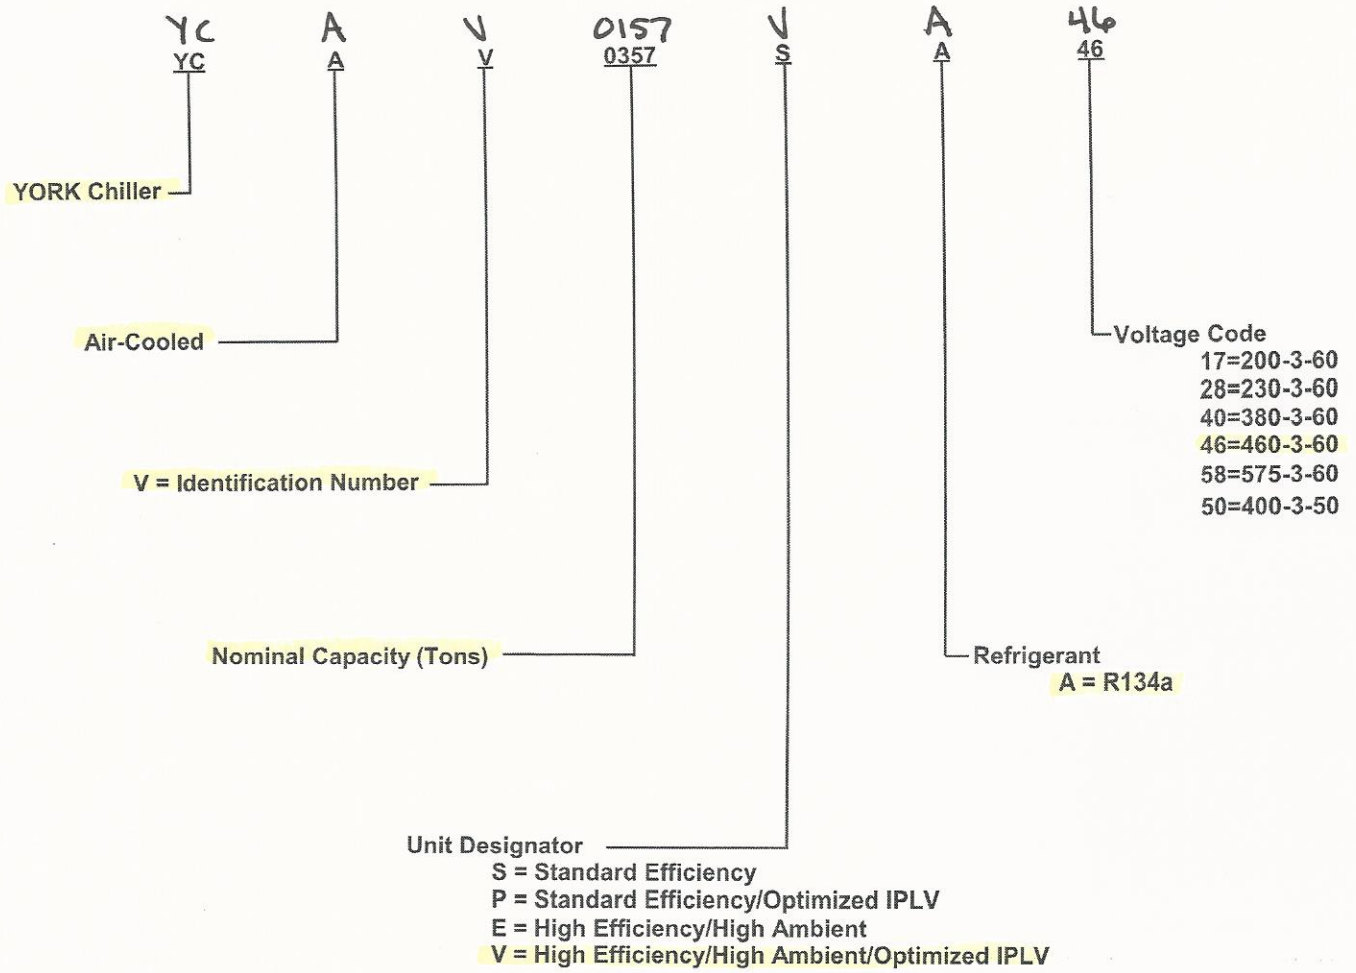 YC A V 0157 V A 46
YC A V 0357 S A 46
YORK Chiller
Air-Cooled
Voltage Code
17=200-3-60
28=230-3-60
40=380-3-60
46=460-3-60
58=575-3-60
50=400-3-50
V = Identification Number
Nominal Capacity (Tons)
Refrigerant
A = R134a
Unit Designator
S = Standard Efficiency
P = Standard Efficiency/Optimized IPLV
E = High Efficiency/High Ambient
V = High Efficiency/High Ambient/Optimized IPLV